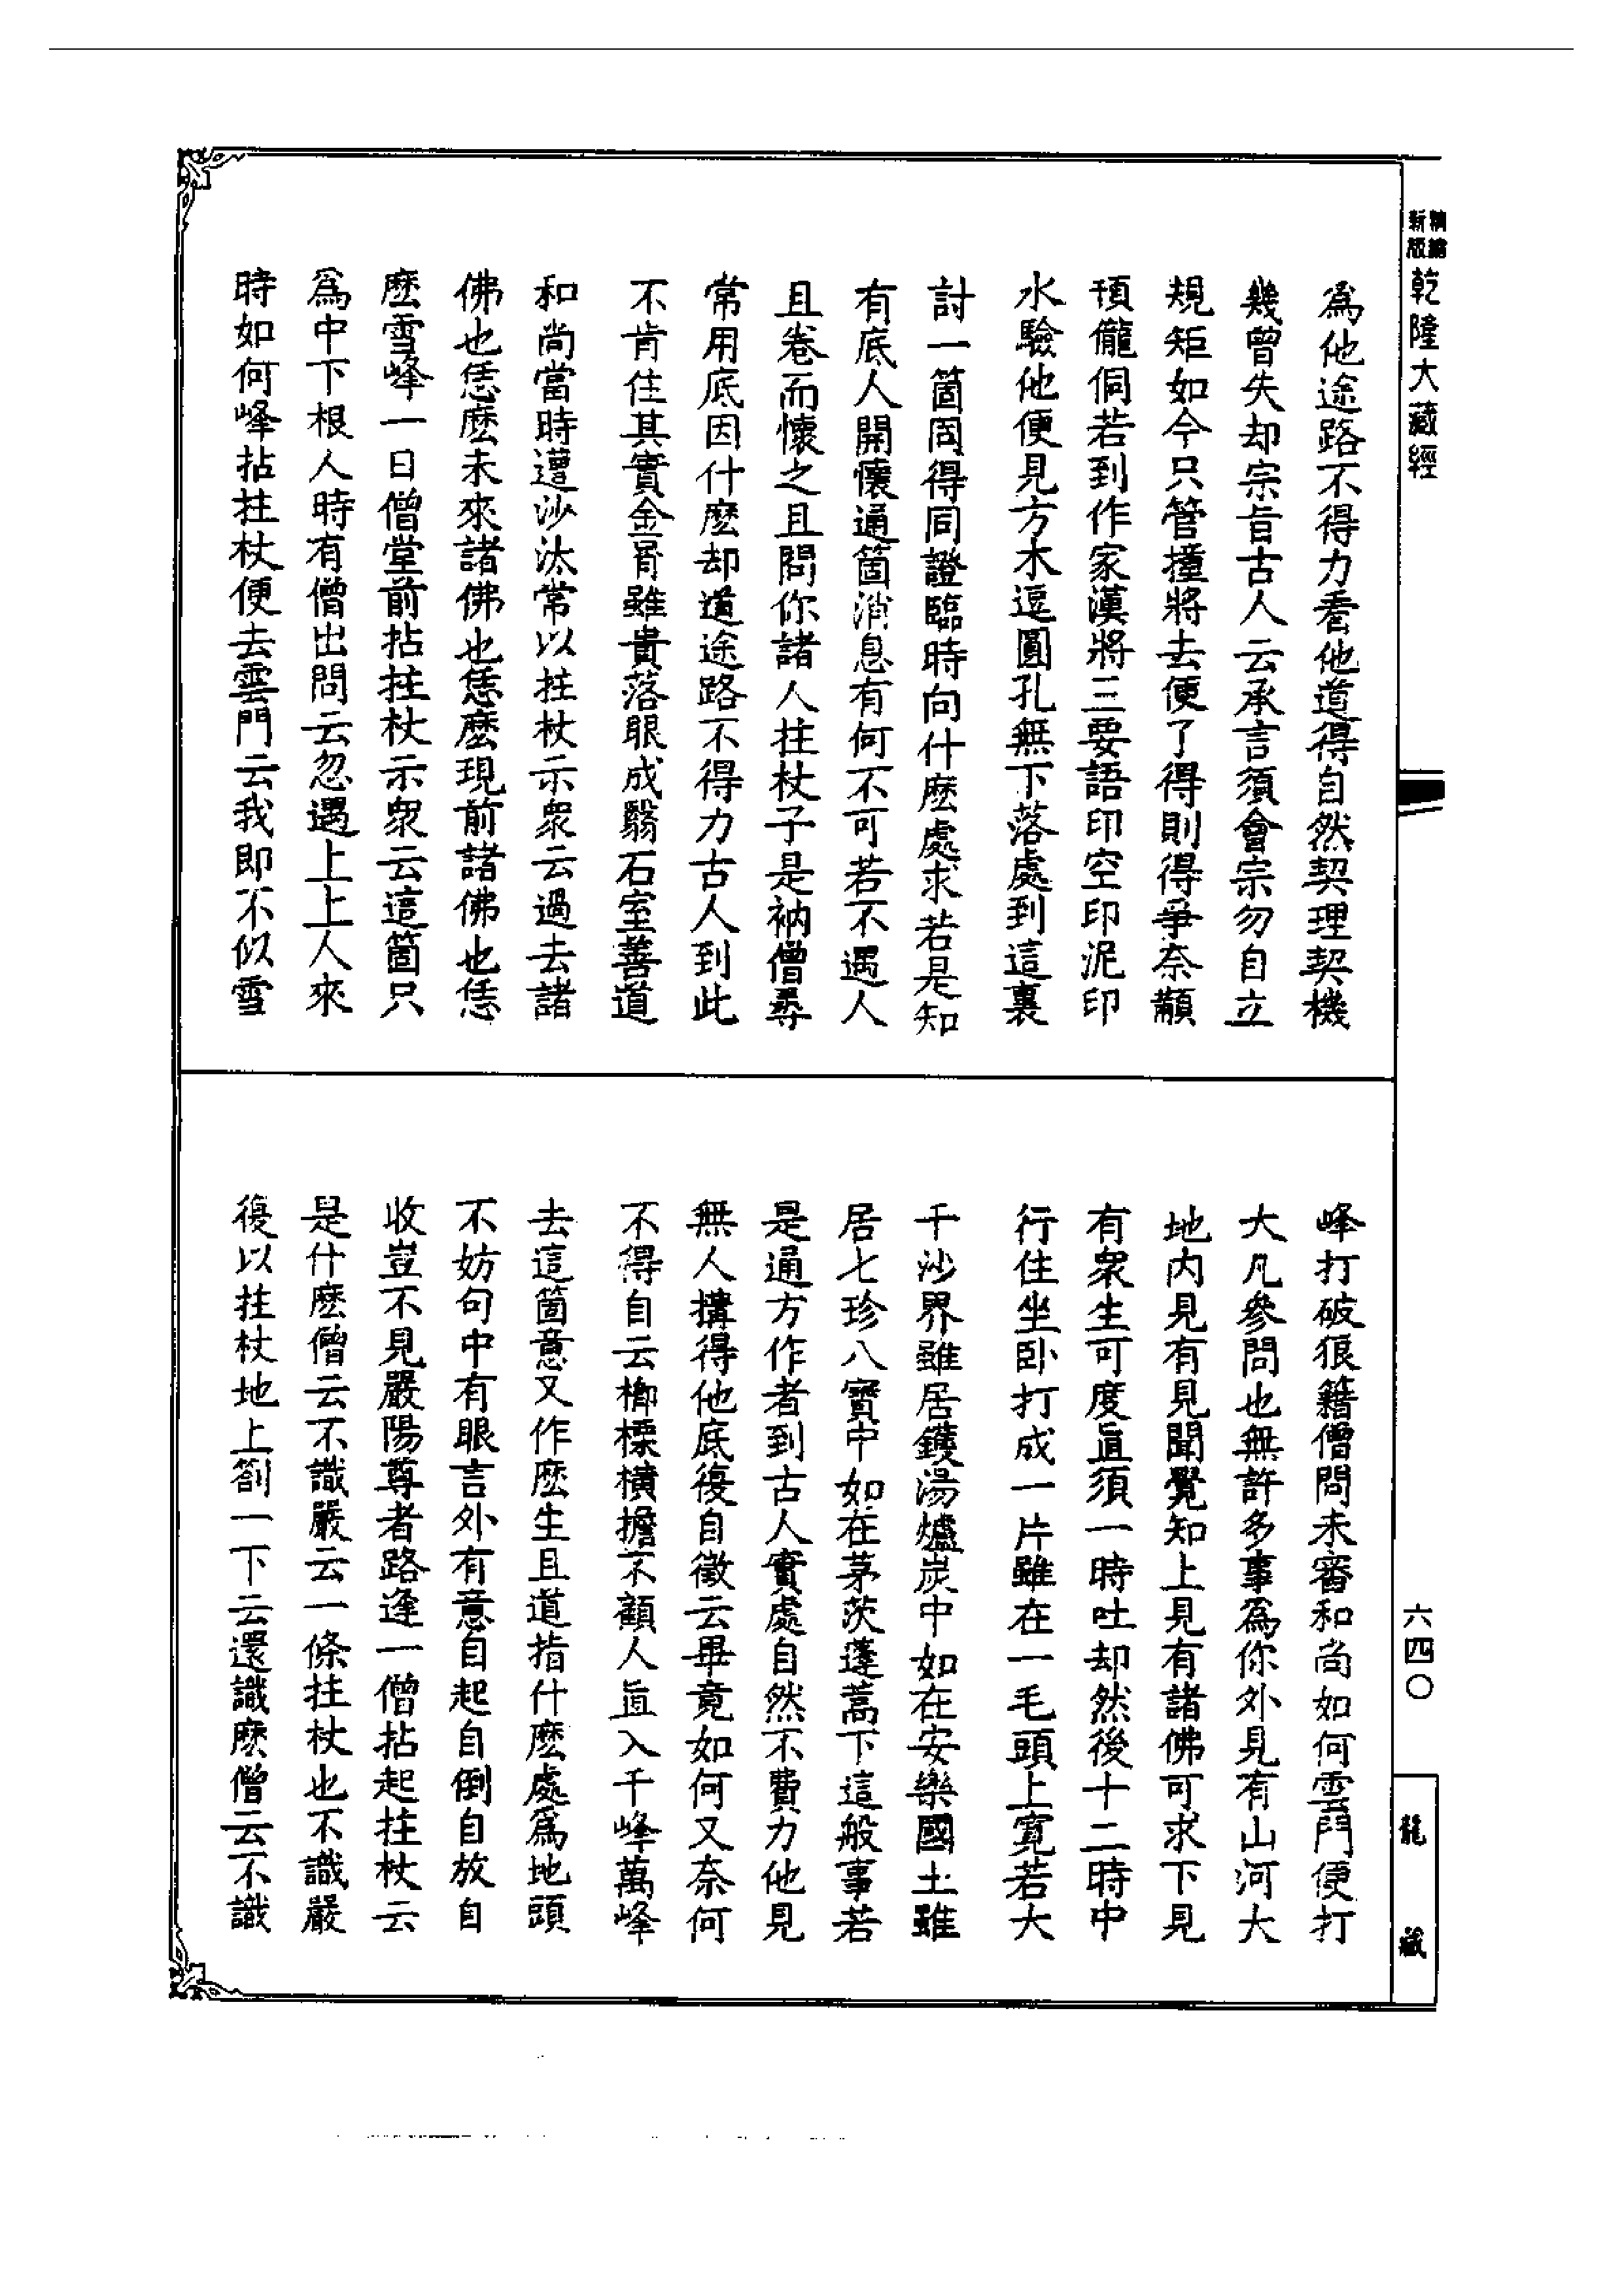 精編
新版
乾隆大藏經
為他途路不得力看他道得自然契理契機
幾曾失却宗旨古人云承言須會宗勿自立
規矩如今只管撞將去便了得則得爭奈顢
頇儱侗若到作家漢將三要語印空印泥印
水驗他便見方木逗圓孔無下落處到這裏
討一箇同得同證臨時向什麽處求若是知
有底人開懷通箇消息有何不可若不遇人
且卷而懷之且問你諸人拄杖子是衲僧尋
常用底因什麽却道途路不得力古人到此
不肯住其實金屑雖貴落眼成翳石室善道
和尚當時遭沙汰常以拄杖示衆云過去諸
佛也恁麽未來諸佛也恁麽現前諸佛也恁
麽雪峰一日僧堂前拈拄杖示衆云這箇只
為中下根人時有僧出問云忽遇上上人來
時如何峰拈拄杖便去雲門云我即不似雪
峰打破狼籍僧問未審和尚如何雲門便打
大凡參問也無許多事為你外見有山河大
地內見有見聞覺知上見有諸佛可求下見
有衆生可度直須一時吐却然後十二時中
行住坐卧打成一片雖在一毛頭上寬若大
千沙界雖居鑊湯爐炭中如在安樂國土雖
居七珍八寶中如在茅茨蓬蒿下這般事若
是通方作者到古人實處自然不費力他見
無人搆得他底復自徵云畢竟如何又奈何
不得自云楖𣗖橫擔不顧人直入千峰萬峰
去這箇意又作麽生且道指什麽處為地頭
不妨句中有眼言外有意自起自倒自放自
收豈不見嚴陽尊者路逢一僧拈起拄杖云
是什麽僧云不識嚴云一條拄杖也不識嚴
復以拄杖地上劄一下云還識麽僧云不識
六四〇
龍藏